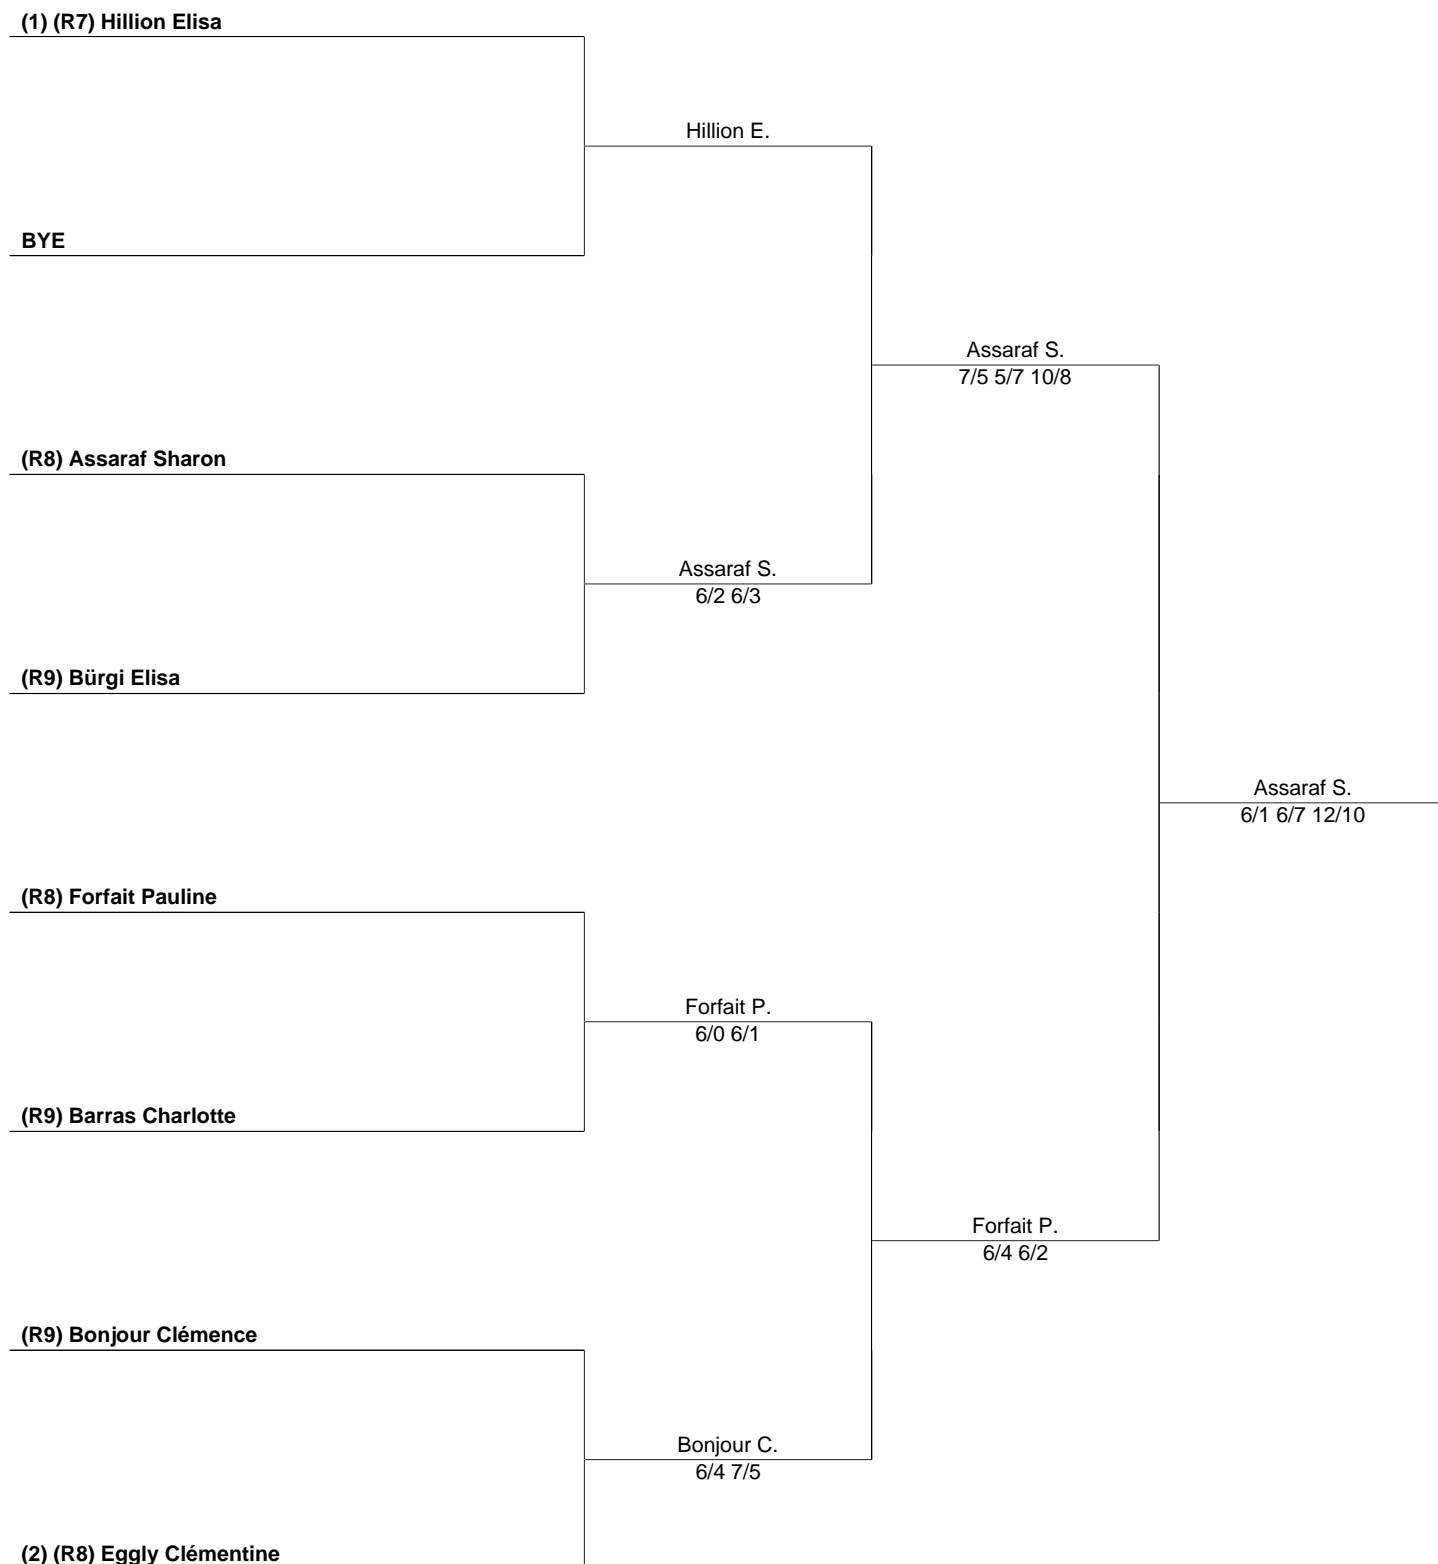 (1) (R7) Hillion Elisa
Hillion E.
BYE
Assaraf S.
7/5 5/7 10/8
(R8) Assaraf Sharon
Assaraf S.
6/2 6/3
(R9) Bürgi Elisa
Assaraf S.
6/1 6/7 12/10
(R8) Forfait Pauline
Forfait P.
6/0 6/1
(R9) Barras Charlotte
Forfait P.
6/4 6/2
(R9) Bonjour Clémence
Bonjour C.
6/4 7/5
(2) (R8) Eggly Clémentine